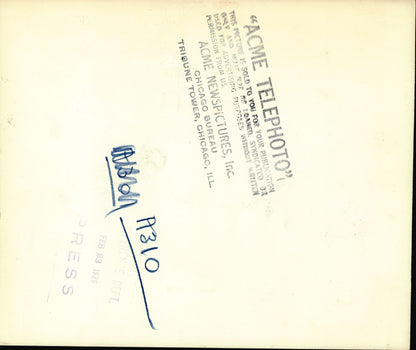 "ACME TELEPHOTO"
THIS PICTURE IS SOLD TO YOU FOR YOUR PUBLICATION
ONLY AND MUST NOT BE LOANED, SYNDICATED OR
USED FOR ADVERTISING PURPOSES WITHOUT WRITTEN
PERMISSION FROM US
ACME NEWSPICTURES, Inc.
CHICAGO BUREAU
TRIBUNE TOWER, CHICAGO, ILL.
A310
FEB
PRESS